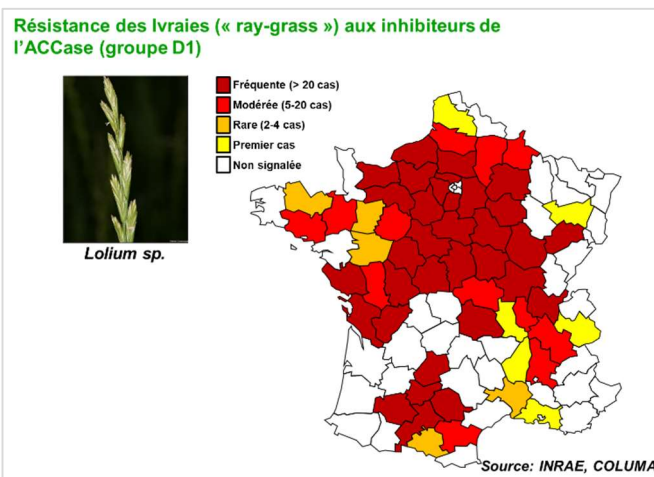 Résistance des Ivraies (« ray-grass ») aux inhibiteurs de
l'ACCase (groupe D1)
Fréquente (> 20 cas)
Modérée (5-20 cas)
Rare (2-4 cas)
Premier cas
Non signalée
Lolium sp.
Source: INRAE, COLUMA